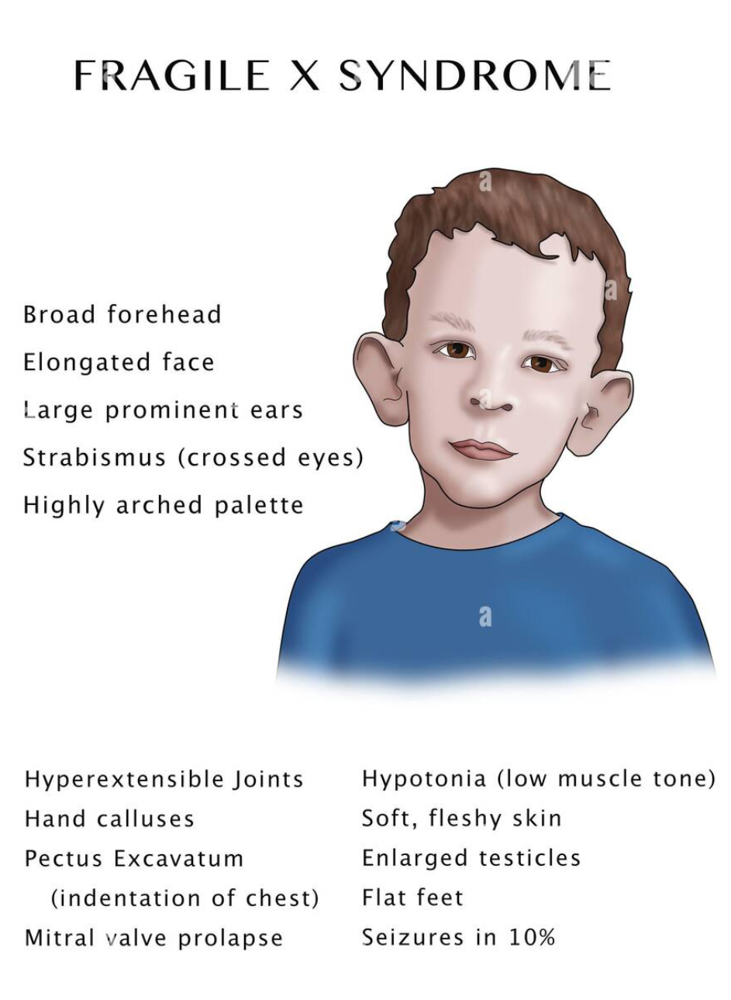 FRAGILE X SYNDROME
Broad forehead
Elongated face
Large prominent ears
Strabismus (crossed eyes)
Highly arched palette
Hyperextensible Joints
Hand calluses
Pectus Excavatum
(indentation of chest)
Mitral valve prolapse
Hypotonia (low muscle tone)
Soft, fleshy skin
Enlarged testicles
Flat feet
Seizures in 10%
a
a
a
a